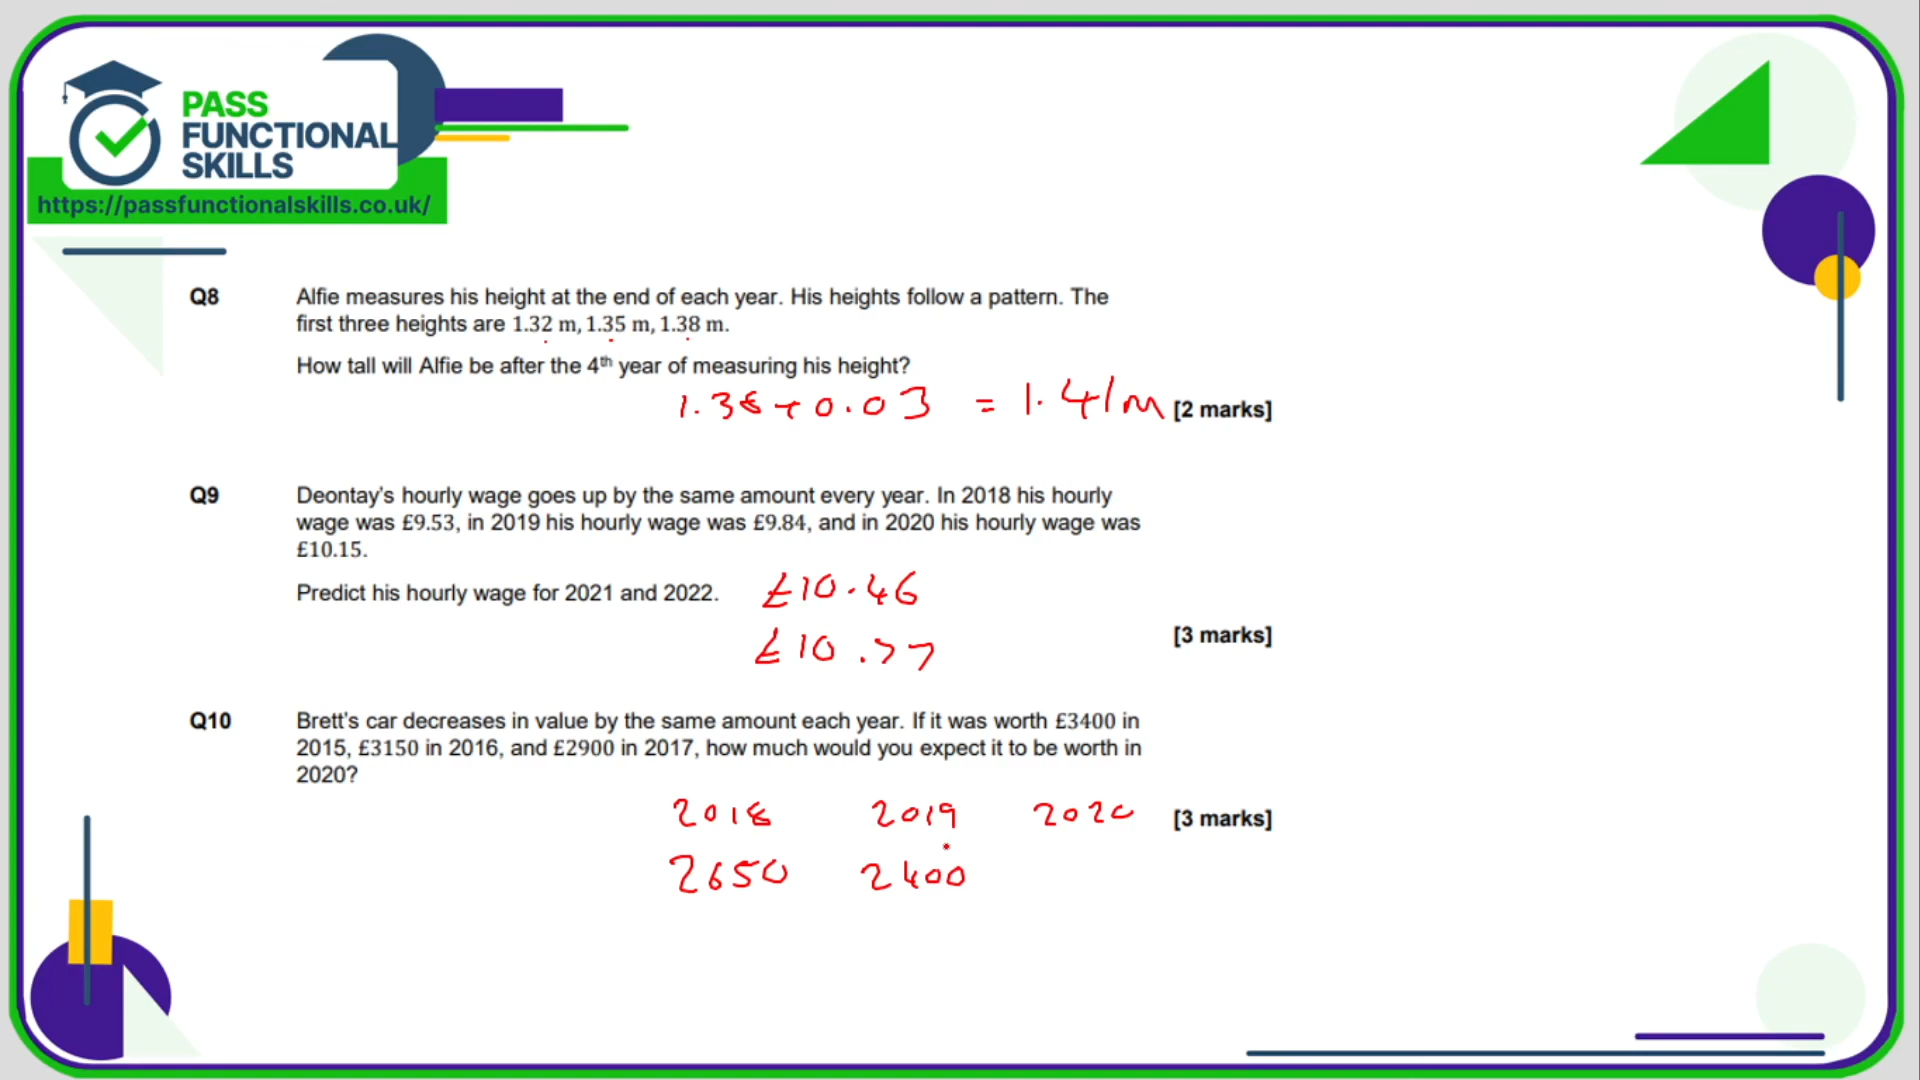 PASS
FUNCTIONAL
SKILLS
https://passfunctionalskills.co.uk/
Q8 Alfie measures his height at the end of each year. His heights follow a pattern. The
first three heights are 1.32 m, 1.35 m, 1.38 m.
How tall will Alfie be after the 4th year of measuring his height?
1.38 + 0.03 = 1.41m [2 marks]
Q9 Deontay's hourly wage goes up by the same amount every year. In 2018 his hourly
wage was £9.53, in 2019 his hourly wage was £9.84, and in 2020 his hourly wage was
£10.15.
Predict his hourly wage for 2021 and 2022. £10.46
£10.77 [3 marks]
Q10 Brett's car decreases in value by the same amount each year. If it was worth £3400 in
2015, £3150 in 2016, and £2900 in 2017, how much would you expect it to be worth in
2020?
2018 2019 2020 [3 marks]
2650 2400